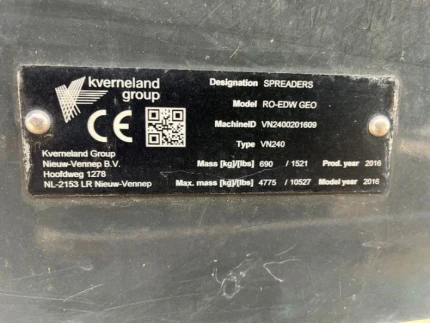 kverneland
group
CE
Kverneland Group
Nieuw-Vennep B.V.
Hoofdweg 1278
NL-2153 LR Nieuw-Vennep
Designation SPREADERS
Model RO-EDW GEO
MachineID VN2400201609
Type VN240
Mass [kg]/[lbs] 690 / 1521 Prod. year 2016
Max. mass [kg]/[lbs] 4775 / 10527 Model year 2016